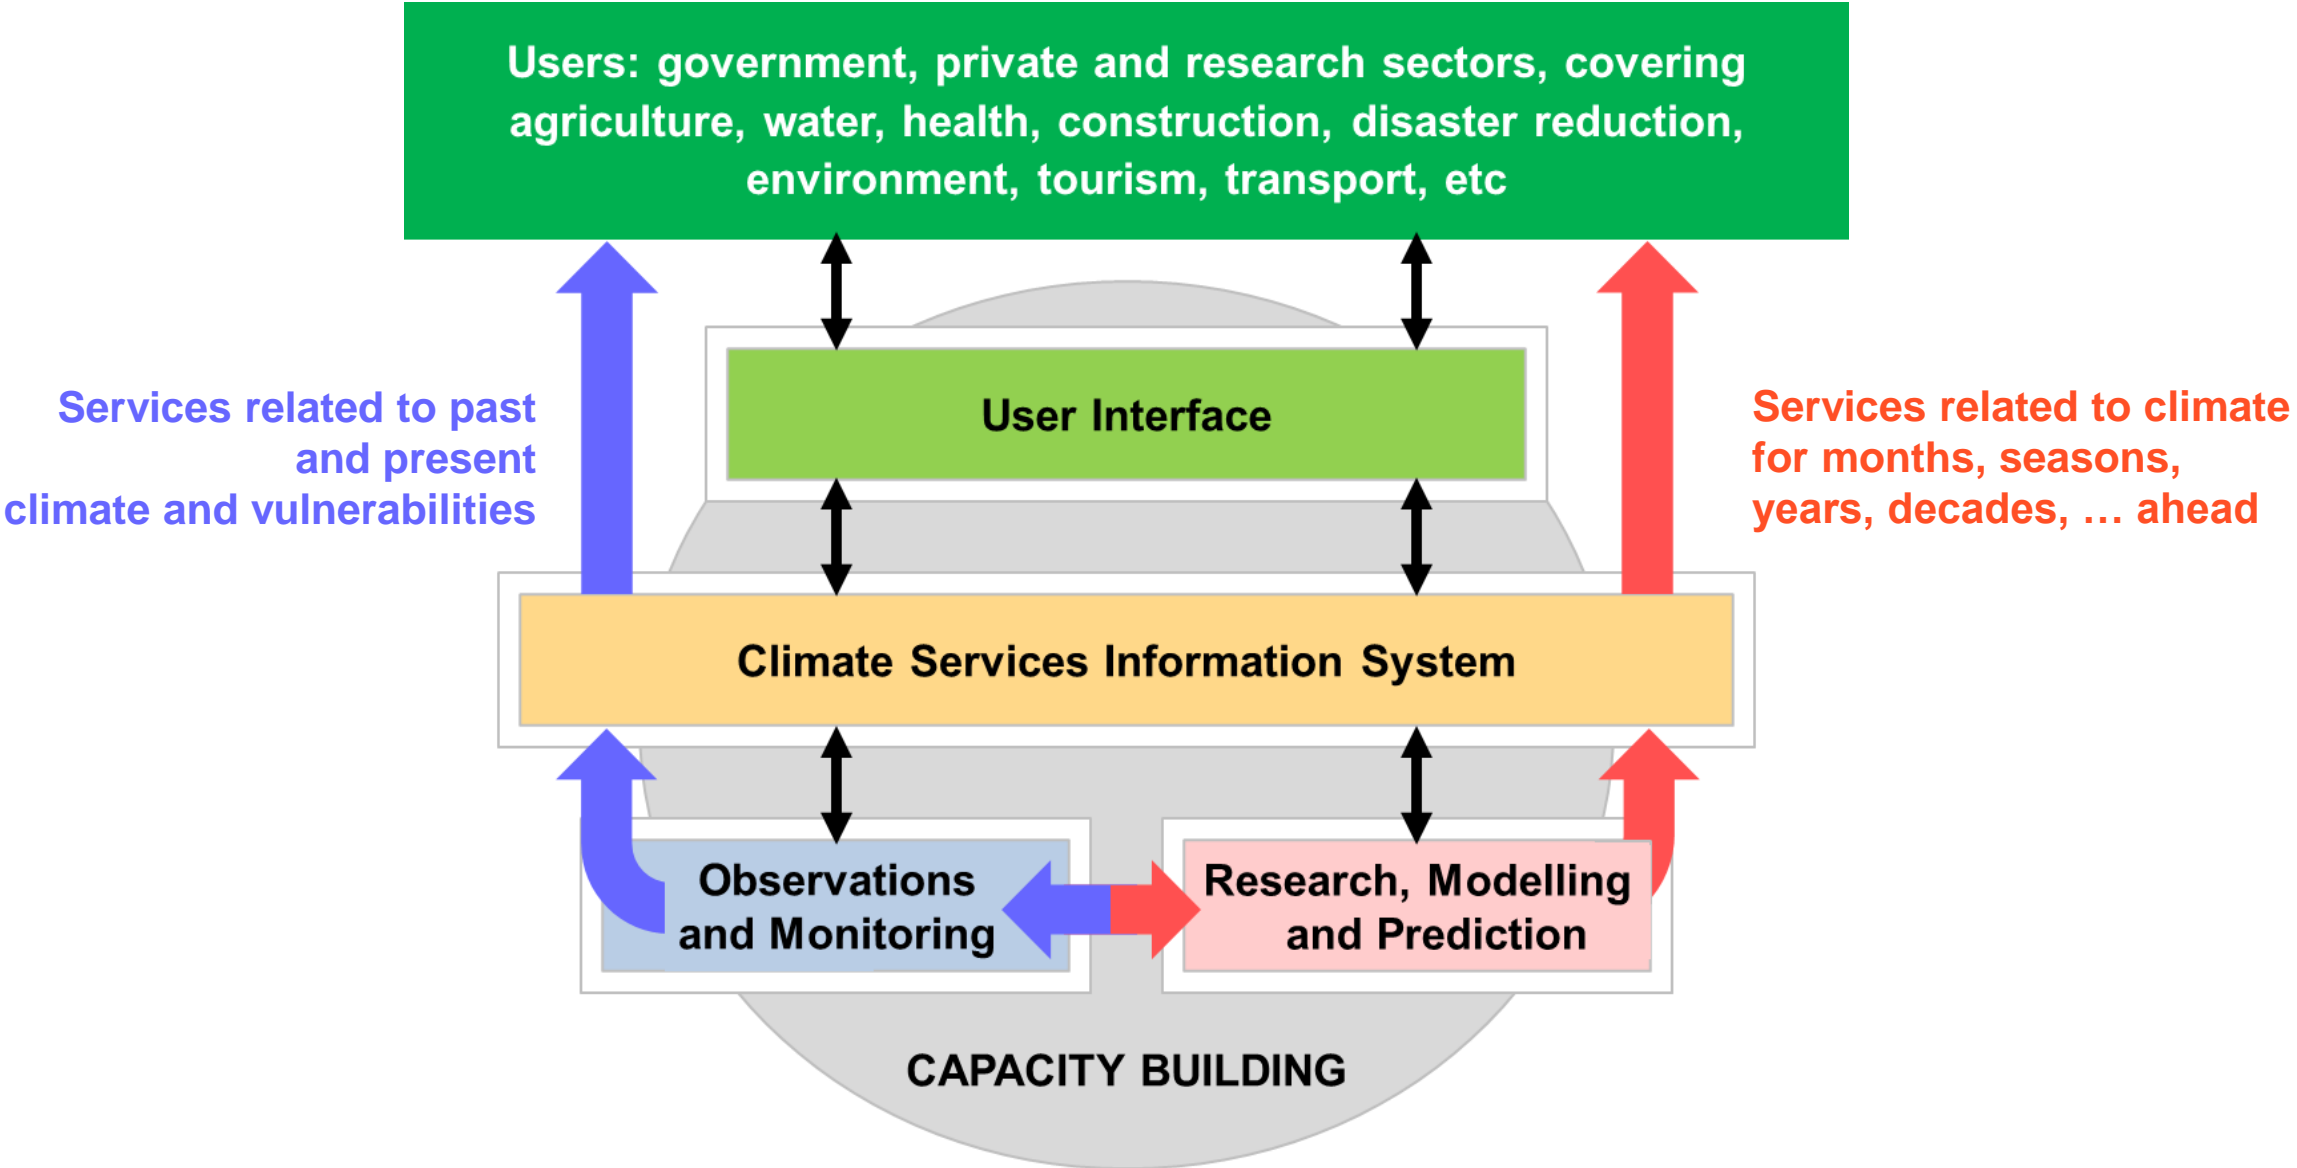 Users: government, private and research sectors, covering
agriculture, water, health, construction, disaster reduction,
environment, tourism, transport, etc
Services related to past
and present
climate and vulnerabilities
User Interface
Services related to climate
for months, seasons,
years, decades, … ahead
Climate Services Information System
Observations
and Monitoring
Research, Modelling
and Prediction
CAPACITY BUILDING